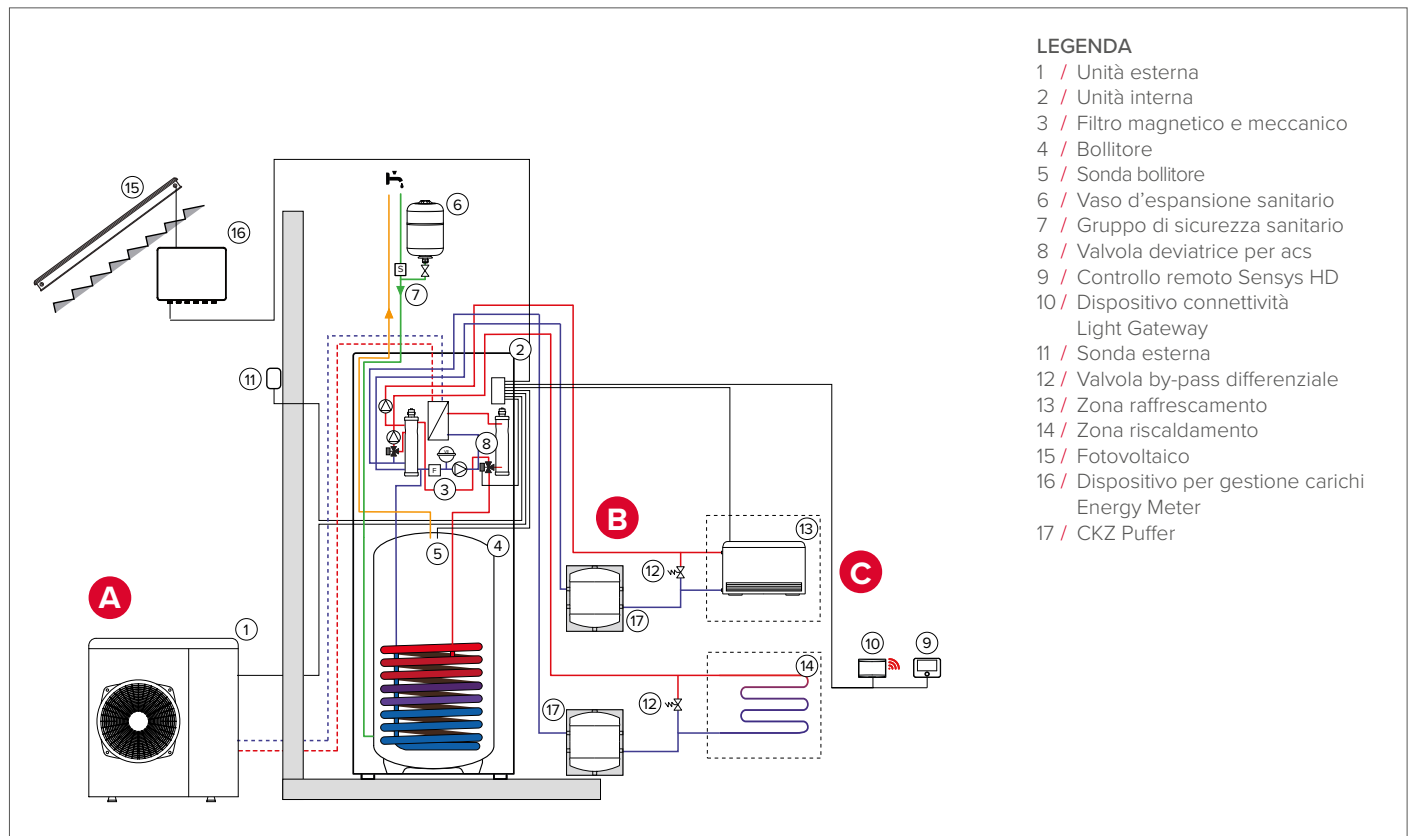 LEGENDA
1 / Unità esterna
2 / Unità interna
3 / Filtro magnetico e meccanico
4 / Bollitore
5 / Sonda bollitore
6 / Vaso d'espansione sanitario
7 / Gruppo di sicurezza sanitario
8 / Valvola deviatrice per acs
9 / Controllo remoto Sensys HD
10 / Dispositivo connettività
Light Gateway
11 / Sonda esterna
12 / Valvola by-pass differenziale
13 / Zona raffrescamento
14 / Zona riscaldamento
15 / Fotovoltaico
16 / Dispositivo per gestione carichi
Energy Meter
17 / CKZ Puffer
15
16
6
S
7
2
11
8
F
3
B
13
5
4
12
C
A
17
1
10
9
14
17
12